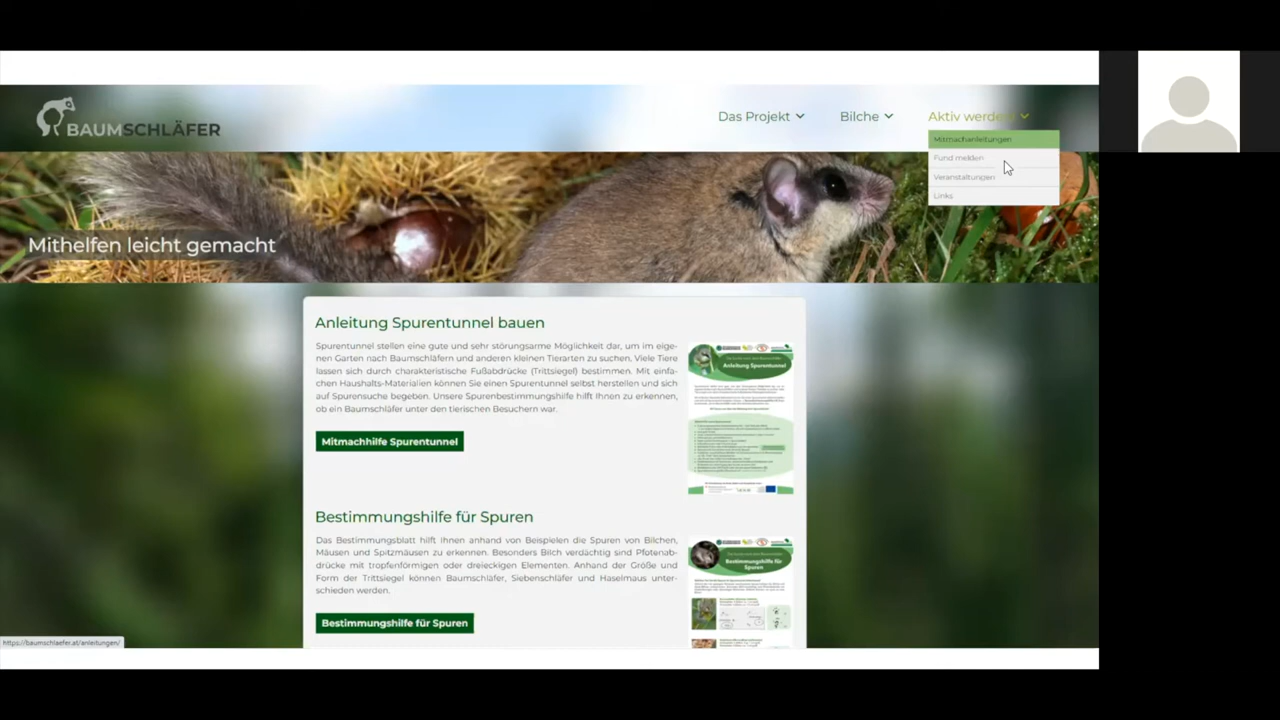 BAUMSCHLÄFER
Das Projekt
Bilche
Aktiv werden
Mitmachanleitungen
Fund melden
Veranstaltungen
Links
Mithelfen leicht gemacht
Anleitung Spurentunnel bauen
Spurentunnel stellen eine gute und sehr störungsarme Möglichkeit dar, um im eige-
nen Garten nach Baumschläfern und anderen kleinen Tierarten zu suchen. Viele Tiere
lassen sich durch charakteristische Fußabdrücke (Trittsiegel) bestimmen. Mit einfa-
chen Haushalts-Materialien können Sie einen Spurentunnel selbst herstellen und sich
auf Spurensuche begeben. Unsere Spurenbestimmungshilfe hilft Ihnen zu erkennen,
ob ein Baumschläfer unter den tierischen Besuchern war.
Mitmachhilfe Spurentunnel
Anleitung Spurentunnel
Bestimmungshilfe für Spuren
Das Bestimmungsblatt hilft Ihnen anhand von Beispielen die Spuren von Bilchen,
Mäusen und Spitzmäusen zu erkennen. Besonders Bilch verdächtig sind Pfotenab-
drücke mit tropfenförmigen oder dreieckigen Elementen. Anhand der Größe und
Form der Trittsiegel können Baumschläfer, Siebenschläfer und Haselmaus unter-
schieden werden.
Bestimmungshilfe für Spuren
Bestimmungshilfe für
Spuren
https://baumschlaefer.at/anleitungen/